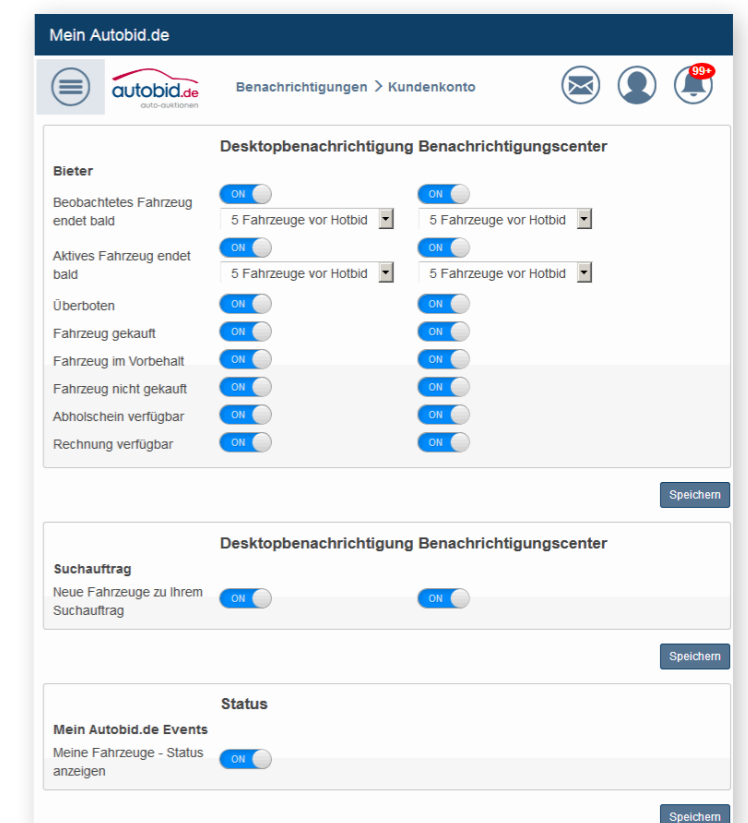 Mein Autobid.de
autobid.de
auto-auktionen
Benachrichtigungen > Kundenkonto
99+
Desktopbenachrichtigung Benachrichtigungscenter
Bieter
Beobachtetes Fahrzeug endet bald
ON ON
5 Fahrzeuge vor Hotbid 5 Fahrzeuge vor Hotbid
Aktives Fahrzeug endet bald
ON ON
5 Fahrzeuge vor Hotbid 5 Fahrzeuge vor Hotbid
Überboten ON ON
Fahrzeug gekauft ON ON
Fahrzeug im Vorbehalt ON ON
Fahrzeug nicht gekauft ON ON
Abholschein verfügbar ON ON
Rechnung verfügbar ON ON
Speichern
Desktopbenachrichtigung Benachrichtigungscenter
Suchauftrag
Neue Fahrzeuge zu Ihrem
Suchauftrag
ON ON
Speichern
Status
Mein Autobid.de Events
Meine Fahrzeuge - Status
anzeigen
ON
Speichern